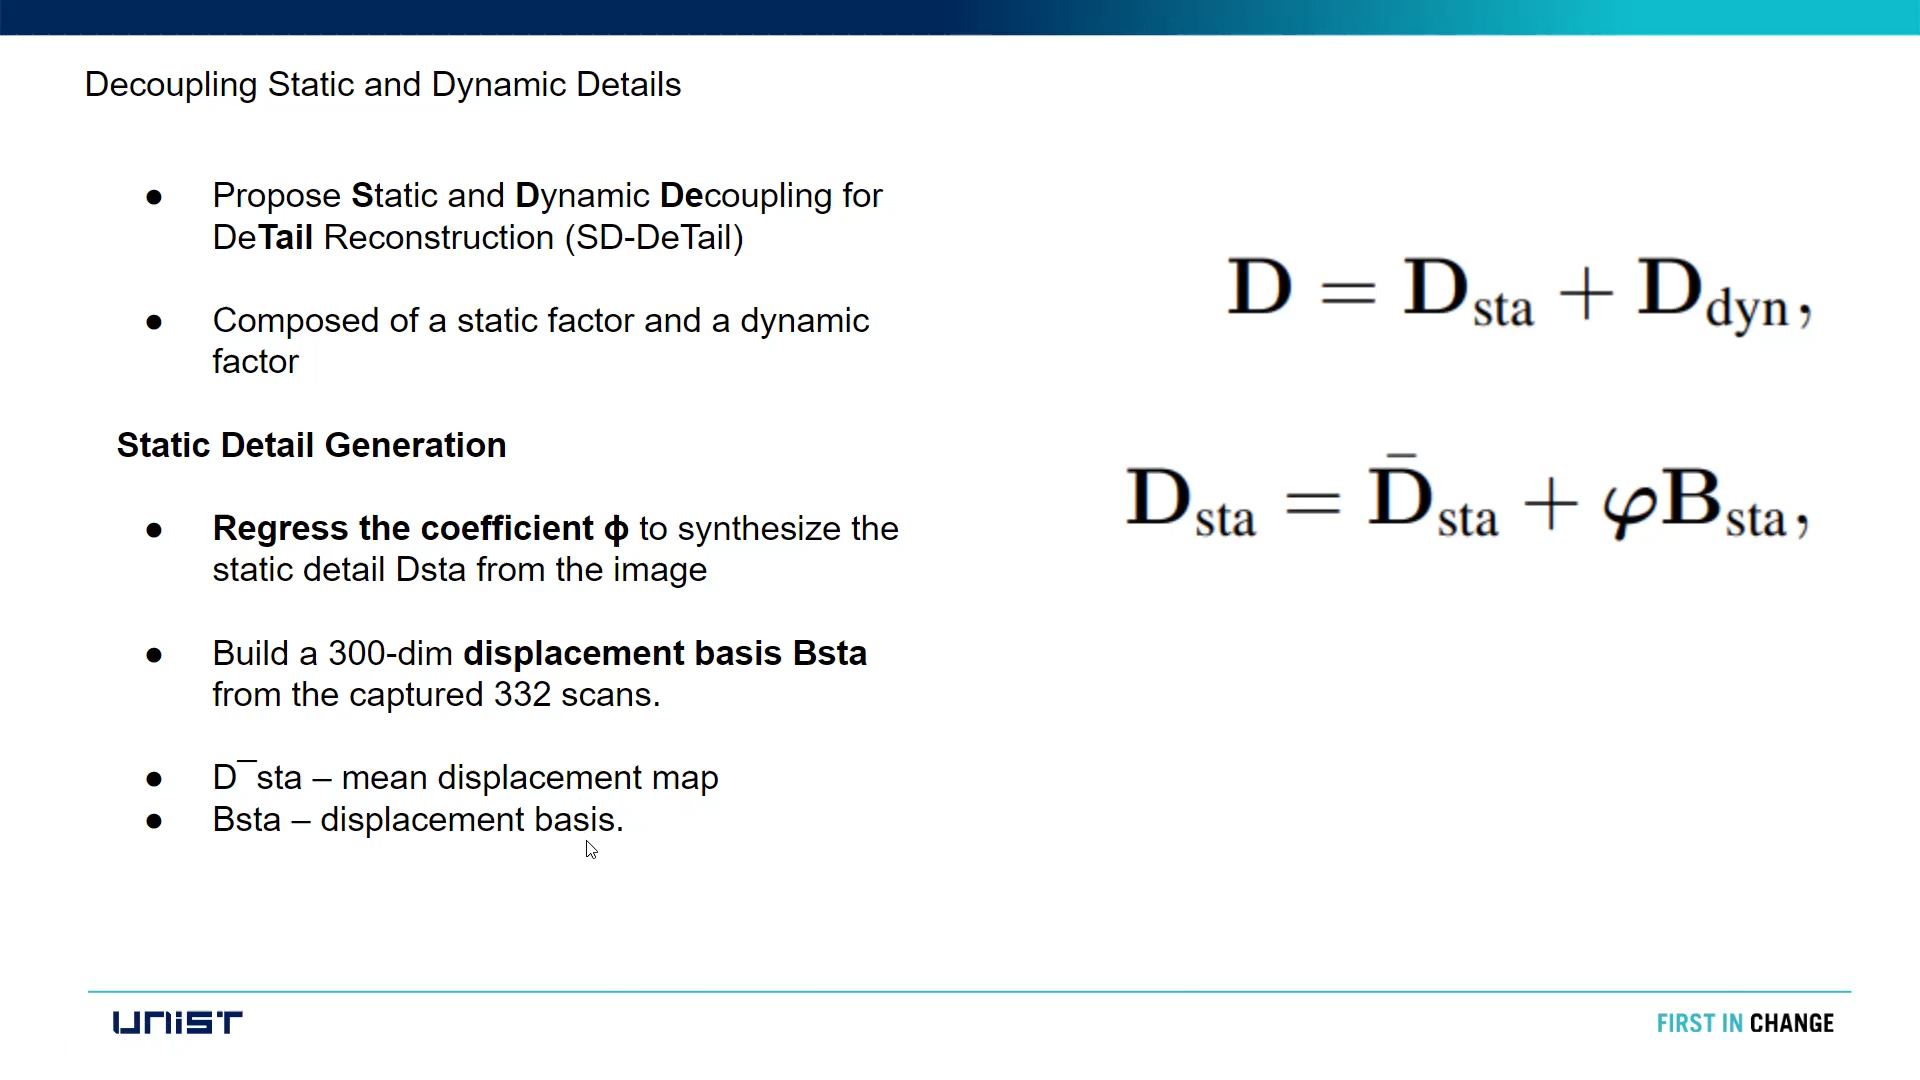 Decoupling Static and Dynamic Details
● Propose Static and Dynamic Decoupling for
DeTail Reconstruction (SD-DeTail)
● Composed of a static factor and a dynamic
factor
Static Detail Generation
● Regress the coefficient ϕ to synthesize the
static detail Dsta from the image
● Build a 300-dim displacement basis Bsta
from the captured 332 scans.
● D¯sta – mean displacement map
● Bsta – displacement basis.
D = D_sta + D_dyn,
D_sta = D̄_sta + φB_sta,
UNIST
FIRST IN CHANGE